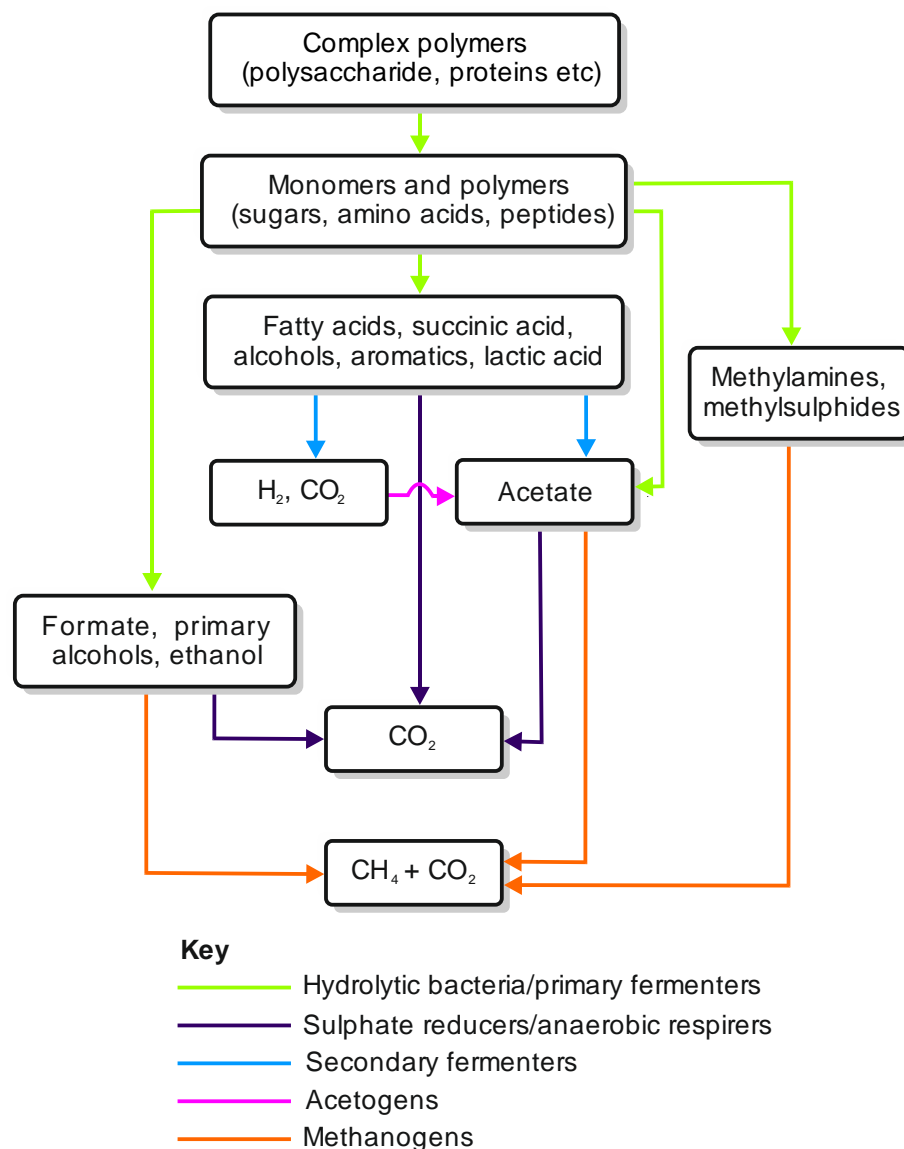 Complex polymers
(polysaccharide, proteins etc)
Monomers and polymers
(sugars, amino acids, peptides)
Fatty acids, succinic acid,
alcohols, aromatics, lactic acid
Methylamines,
methylsulphides
H₂, CO₂
Acetate
Formate, primary
alcohols, ethanol
CO₂
CH₄ + CO₂
Key
Hydrolytic bacteria/primary fermenters
Sulphate reducers/anaerobic respirers
Secondary fermenters
Acetogens
Methanogens